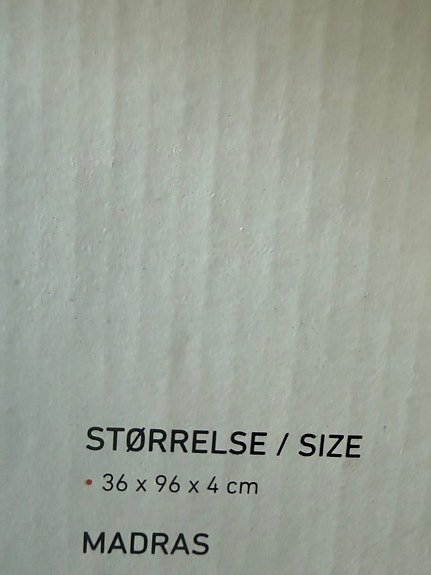 STØRRELSE / SIZE
• 36 x 96 x 4 cm
MADRAS